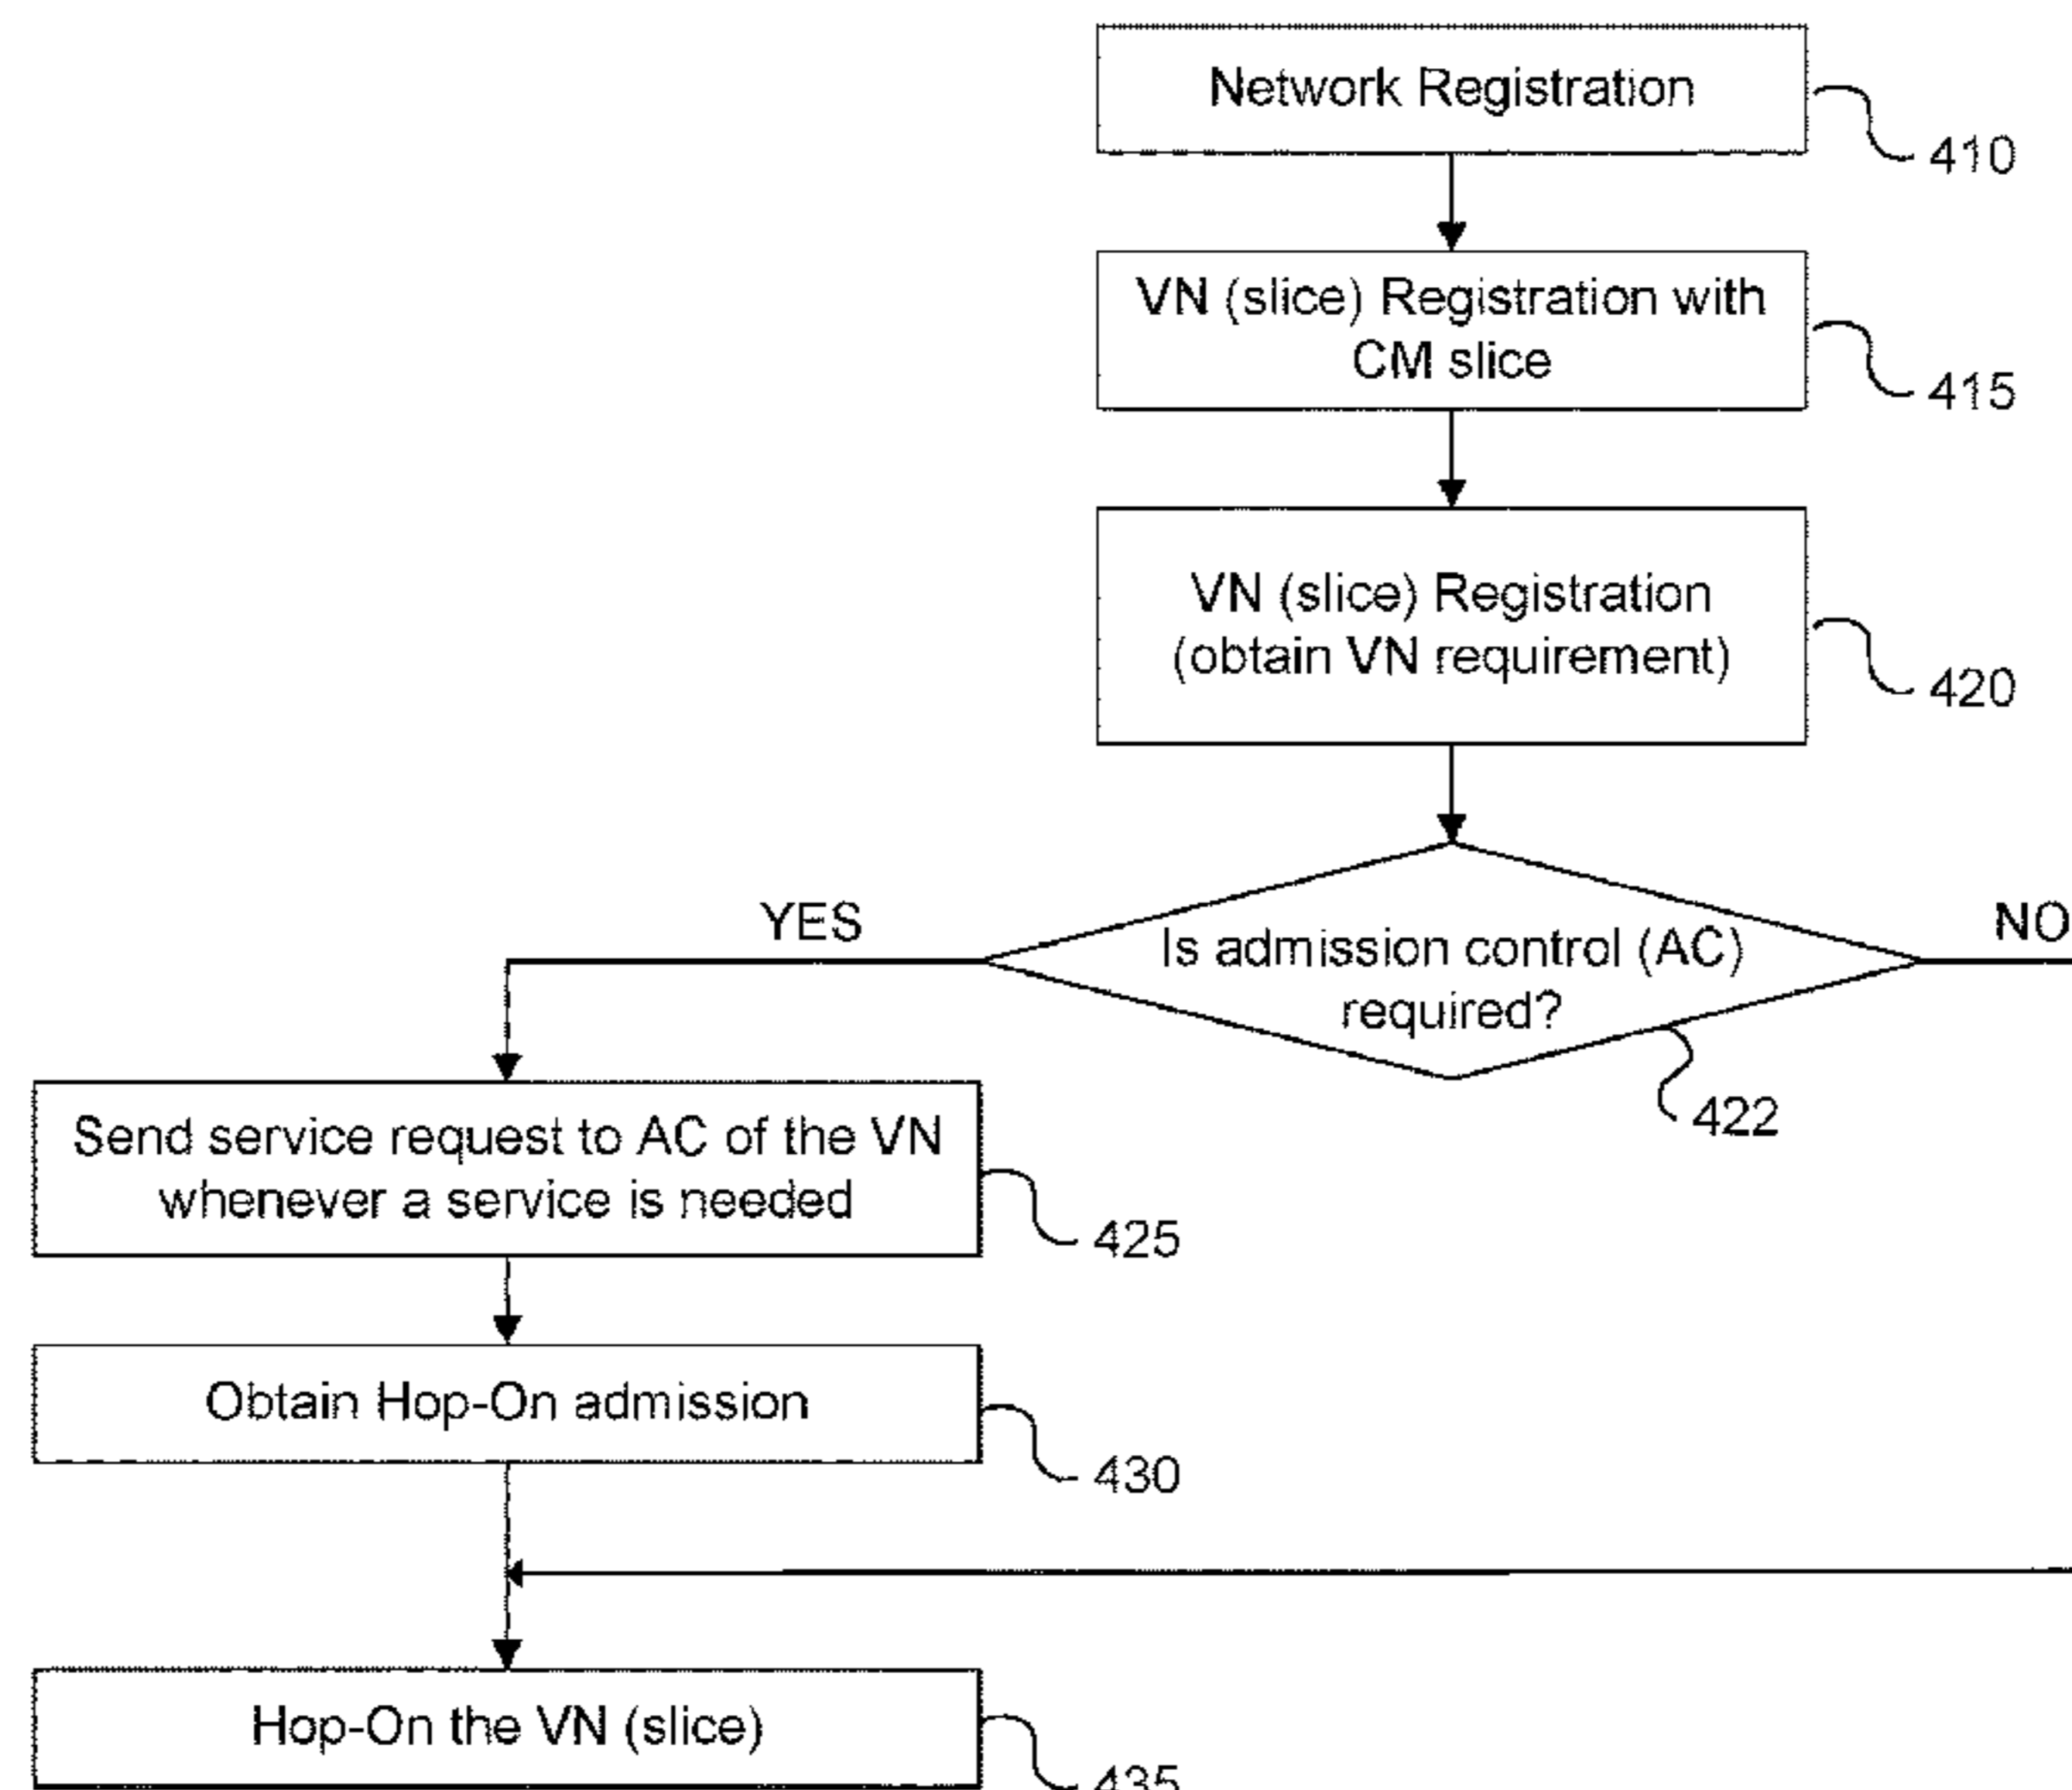 Network Registration
410
VN (slice) Registration with
CM slice
415
VN (slice) Registration
(obtain VN requirement)
420
YES
NO
Is admission control (AC)
required?
422
Send service request to AC of the VN
whenever a service is needed
425
Obtain Hop-On admission
430
Hop-On the VN (slice)
435